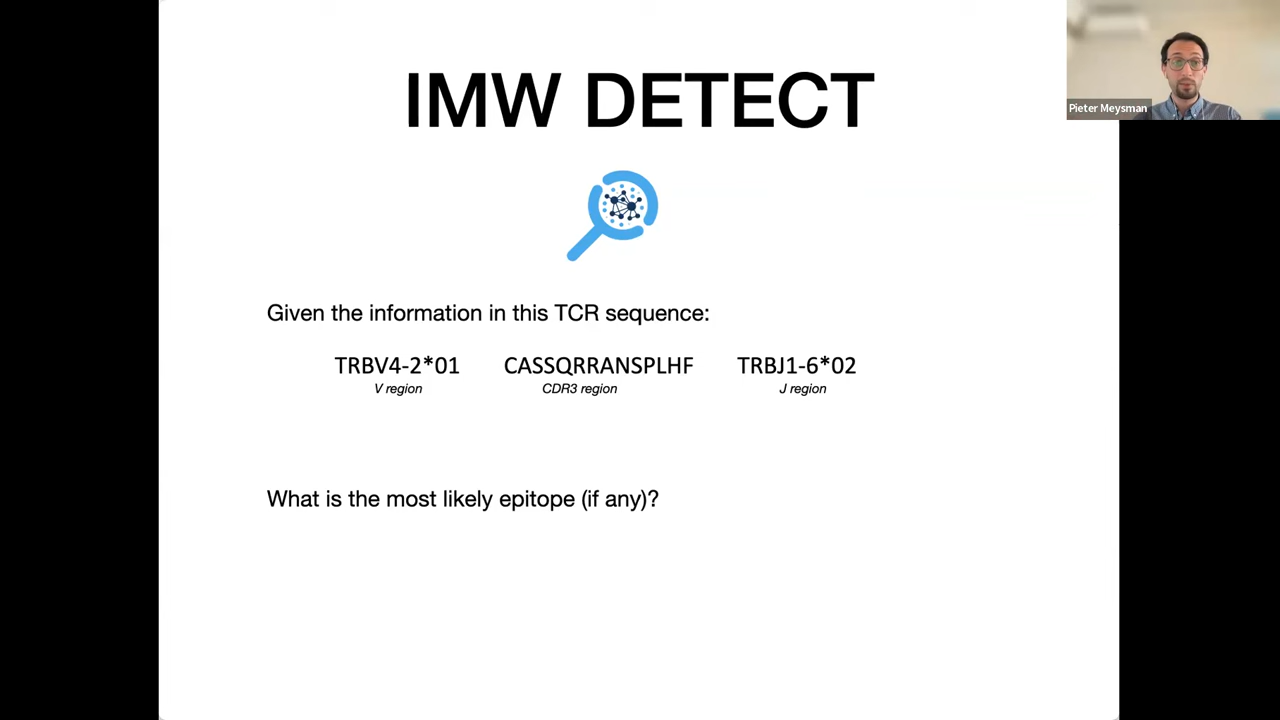 IMW DETECT
Pieter Meysman
Given the information in this TCR sequence:
TRBV4-2*01 CASSQRRANSPLHF TRBJ1-6*02
V region CDR3 region J region
What is the most likely epitope (if any)?